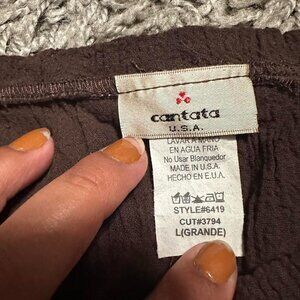 cantata
U.S.A.
LAVAR A MANO
EN AGUA FRIA
No Usar Blanqueador
MADE IN U.S.A.
HECHO EN E.U.A.
STYLE#6419
CUT#3794
L(GRANDE)